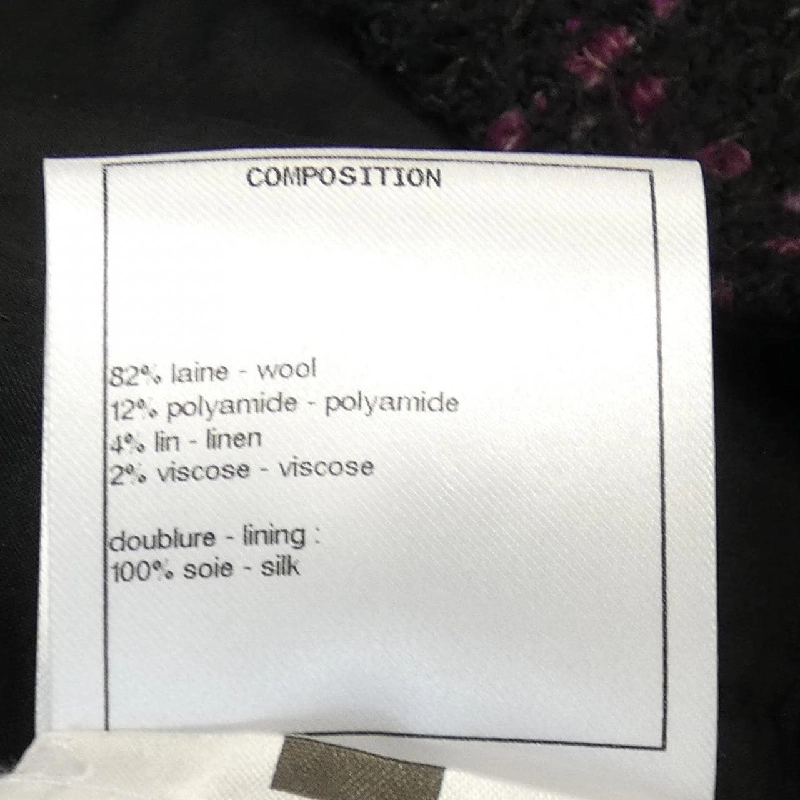 COMPOSITION
82% laine - wool
12% polyamide - polyamide
4% lin - linen
2% viscose - viscose
doublure - lining :
100% soie - silk